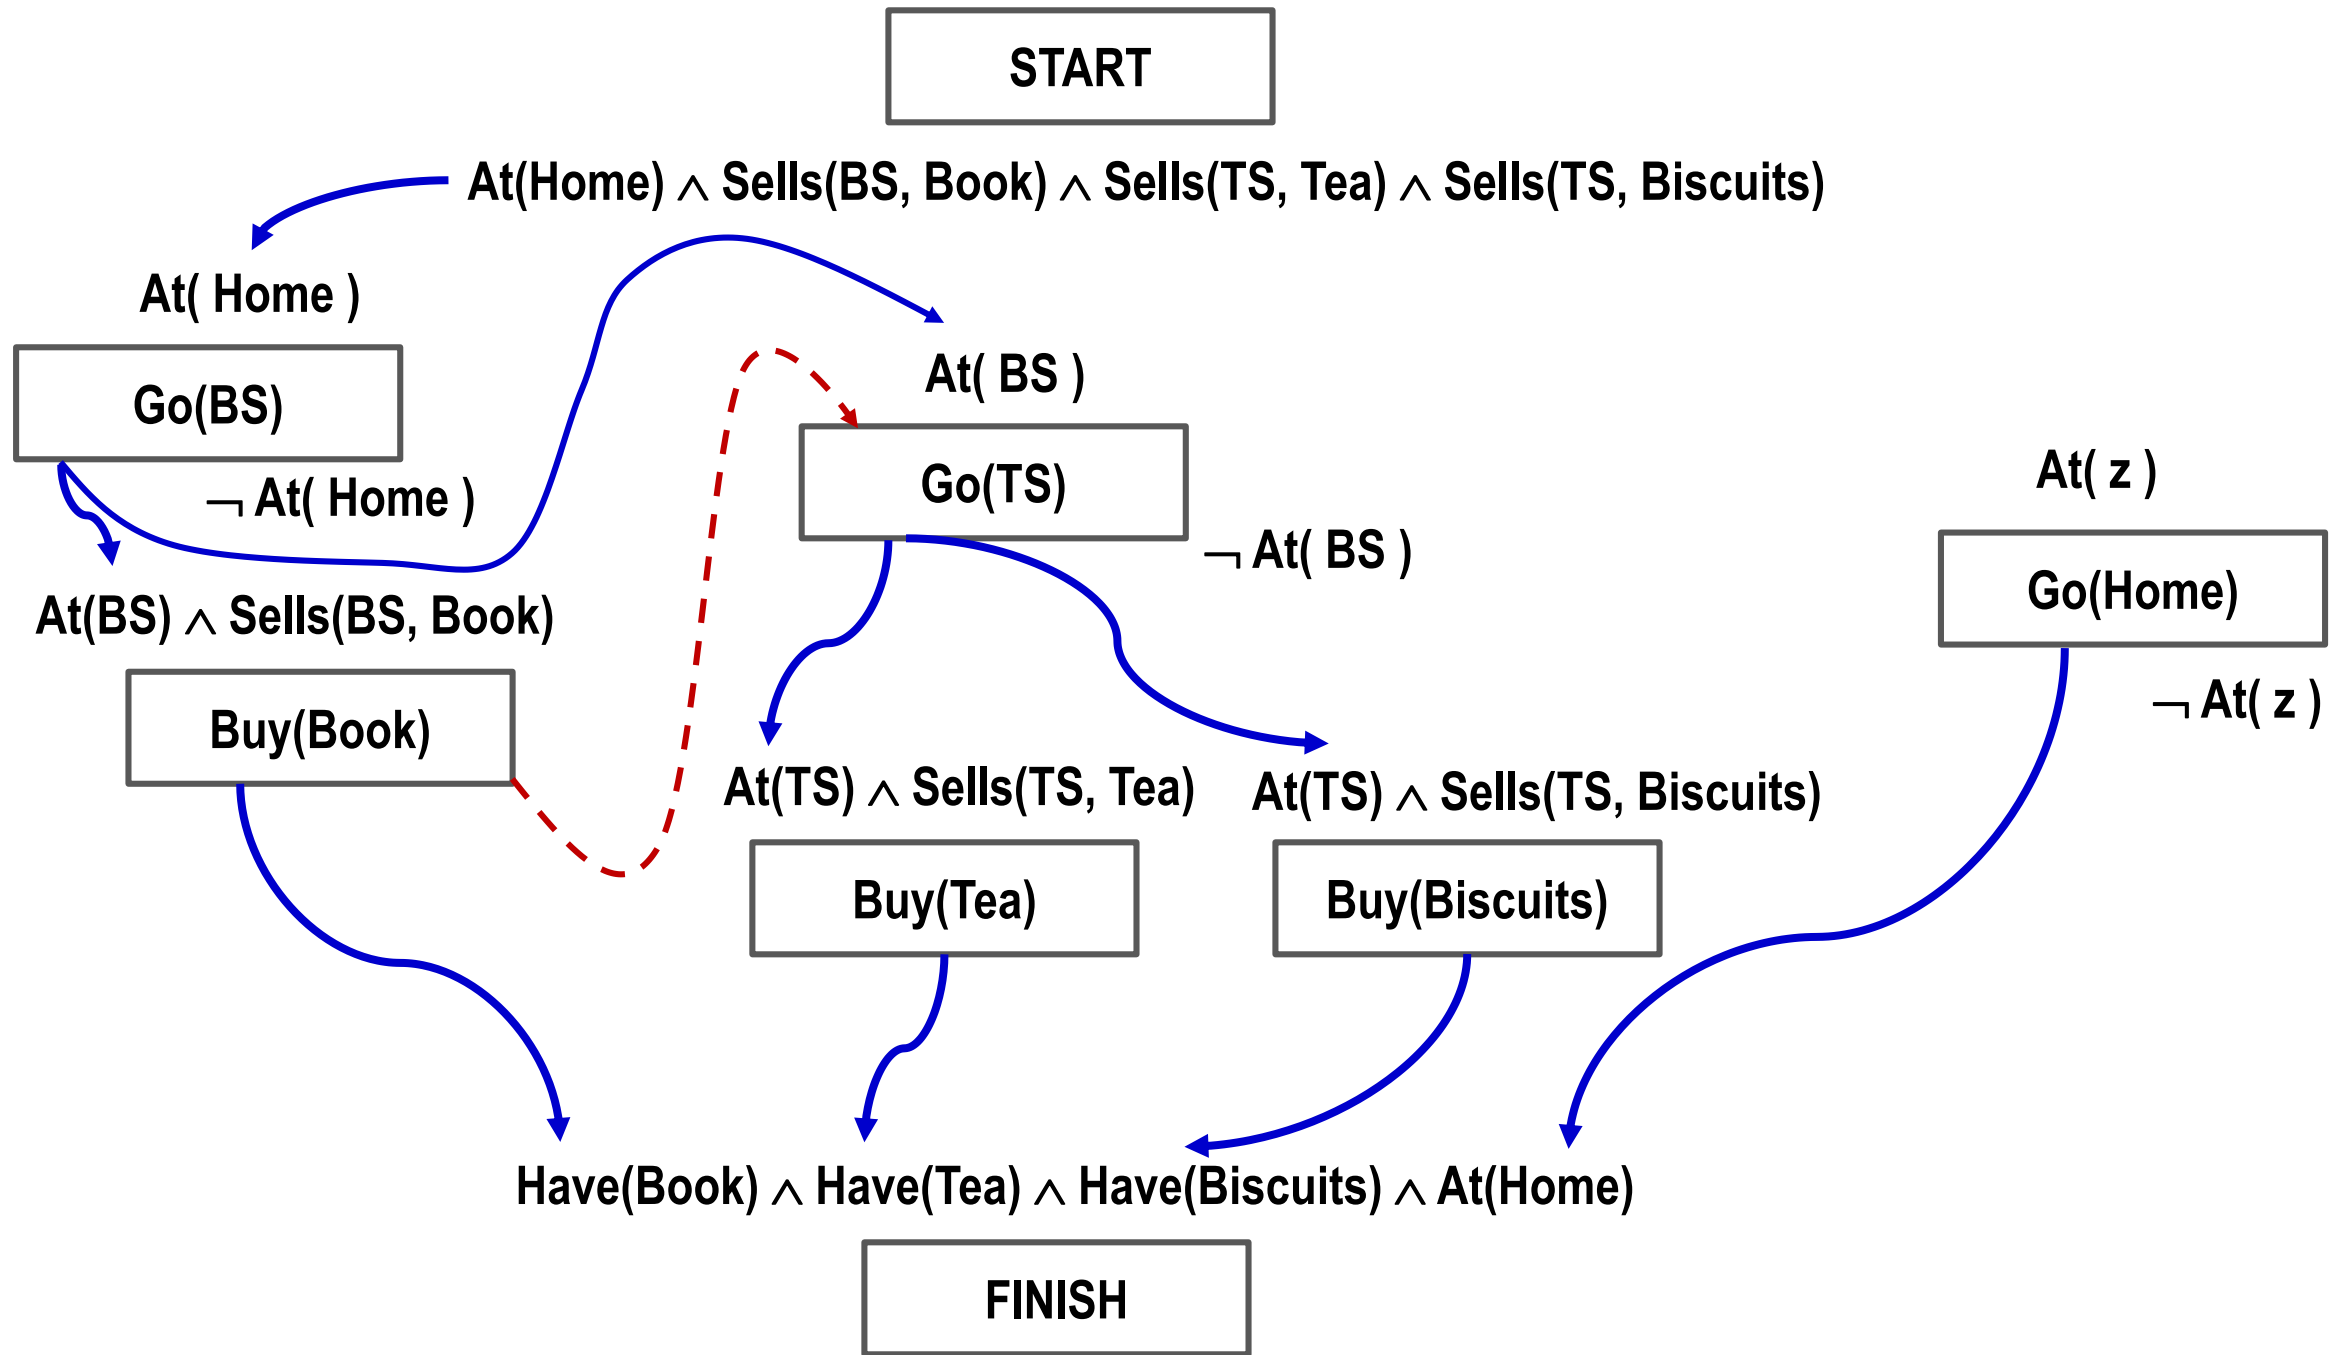 START
At(Home) ∧ Sells(BS, Book) ∧ Sells(TS, Tea) ∧ Sells(TS, Biscuits)
At( Home )
Go(BS)
¬ At( Home )
At(BS) ∧ Sells(BS, Book)
Buy(Book)
At( BS )
Go(TS)
¬ At( BS )
At(TS) ∧ Sells(TS, Tea)
Buy(Tea)
At(TS) ∧ Sells(TS, Biscuits)
Buy(Biscuits)
At( z )
Go(Home)
¬ At( z )
Have(Book) ∧ Have(Tea) ∧ Have(Biscuits) ∧ At(Home)
FINISH